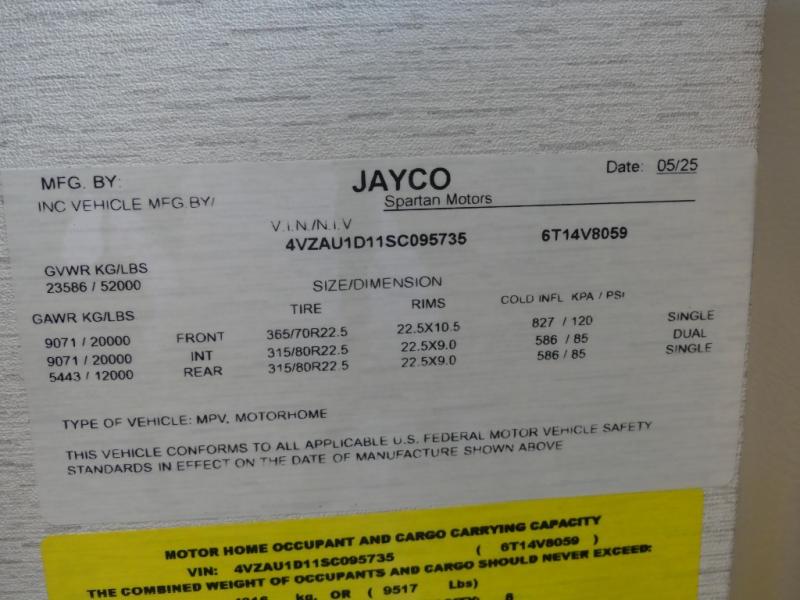 MFG. BY: JAYCO Date: 05/25
INC VEHICLE MFG.BY/ Spartan Motors
V.I.N./N.I.V
4VZAU1D11SC095735 6T14V8059
GVWR KG/LBS
23586 / 52000
SIZE/DIMENSION
GAWR KG/LBS TIRE RIMS COLD INFL KPA / PSI
9071 / 20000 FRONT 365/70R22.5 22.5X10.5 827 / 120 SINGLE
9071 / 20000 INT 315/80R22.5 22.5X9.0 586 / 85 DUAL
5443 / 12000 REAR 315/80R22.5 22.5X9.0 586 / 85 SINGLE
TYPE OF VEHICLE: MPV, MOTORHOME
THIS VEHICLE CONFORMS TO ALL APPLICABLE U.S. FEDERAL MOTOR VEHICLE SAFETY
STANDARDS IN EFFECT ON THE DATE OF MANUFACTURE SHOWN ABOVE
MOTOR HOME OCCUPANT AND CARGO CARRYING CAPACITY
VIN: 4VZAU1D11SC095735 ( 6T14V8059 )
THE COMBINED WEIGHT OF OCCUPANTS AND CARGO SHOULD NEVER EXCEED:
kg. OR ( 9517 Lbs)